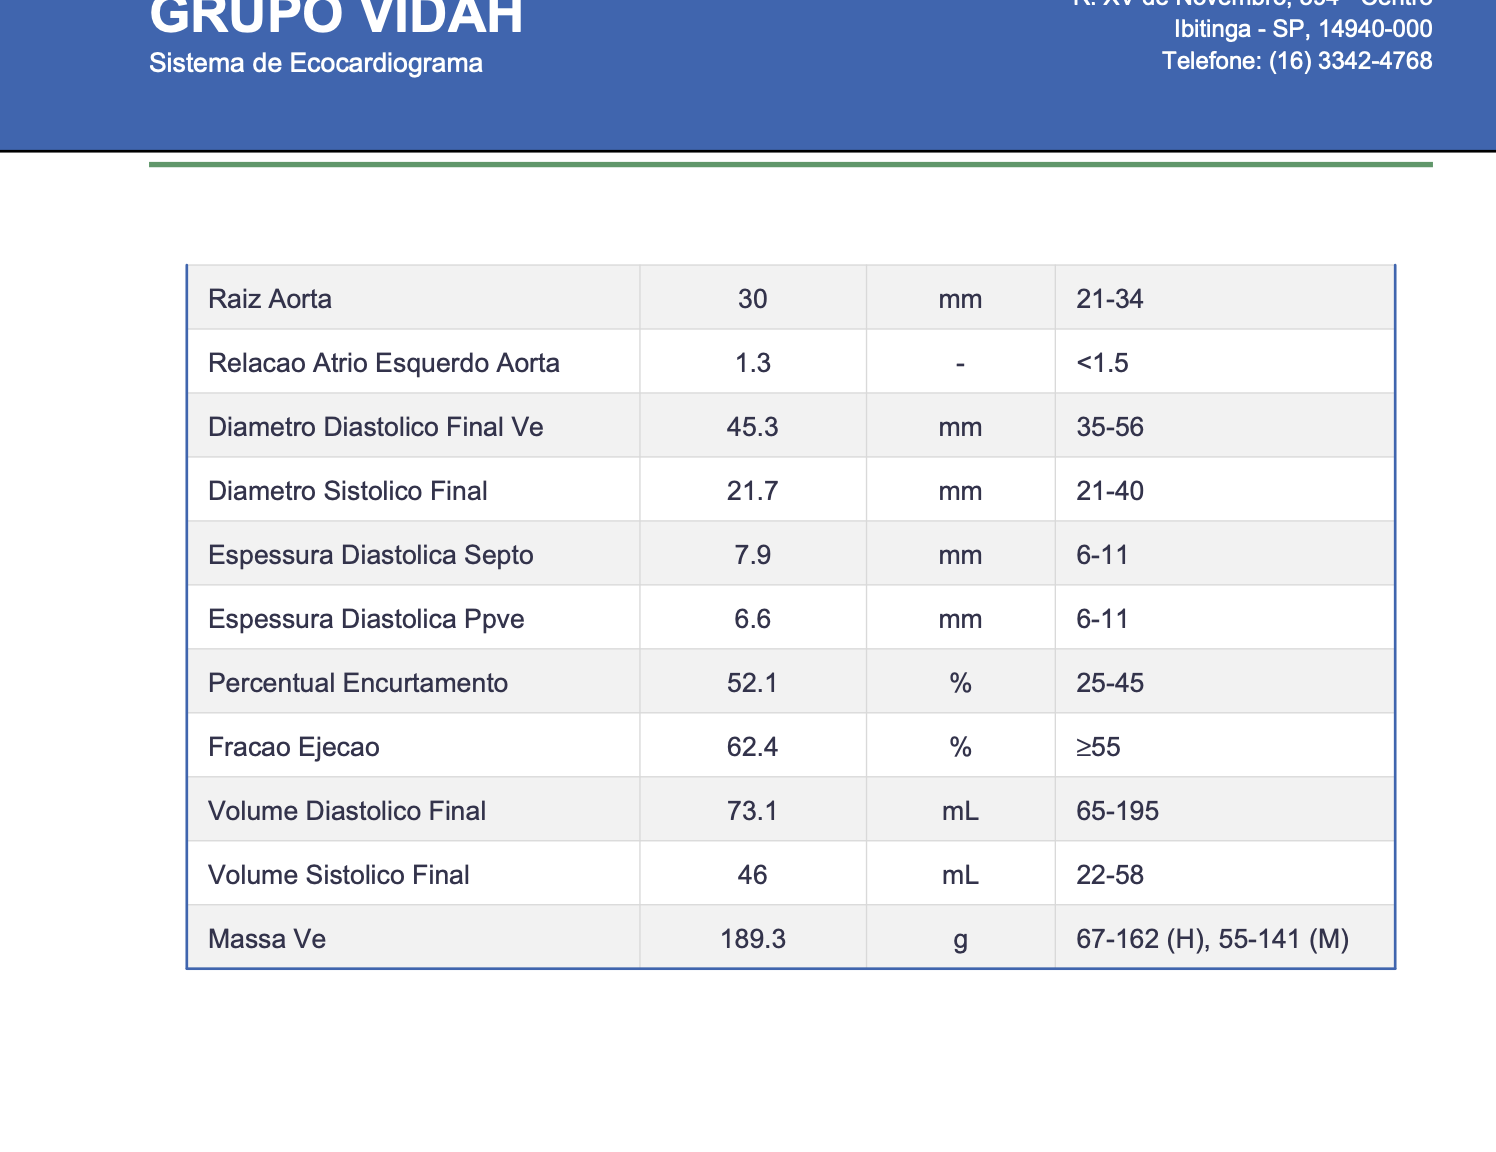 GRUPO VIDAH
Sistema de Ecocardiograma
R. XV de Novembro, 594 - Centro
Ibitinga - SP, 14940-000
Telefone: (16) 3342-4768
Raiz Aorta 30 mm 21-34
Relacao Atrio Esquerdo Aorta 1.3 - <1.5
Diametro Diastolico Final Ve 45.3 mm 35-56
Diametro Sistolico Final 21.7 mm 21-40
Espessura Diastolica Septo 7.9 mm 6-11
Espessura Diastolica Ppve 6.6 mm 6-11
Percentual Encurtamento 52.1 % 25-45
Fracao Ejecao 62.4 % ≥55
Volume Diastolico Final 73.1 mL 65-195
Volume Sistolico Final 46 mL 22-58
Massa Ve 189.3 g 67-162 (H), 55-141 (M)